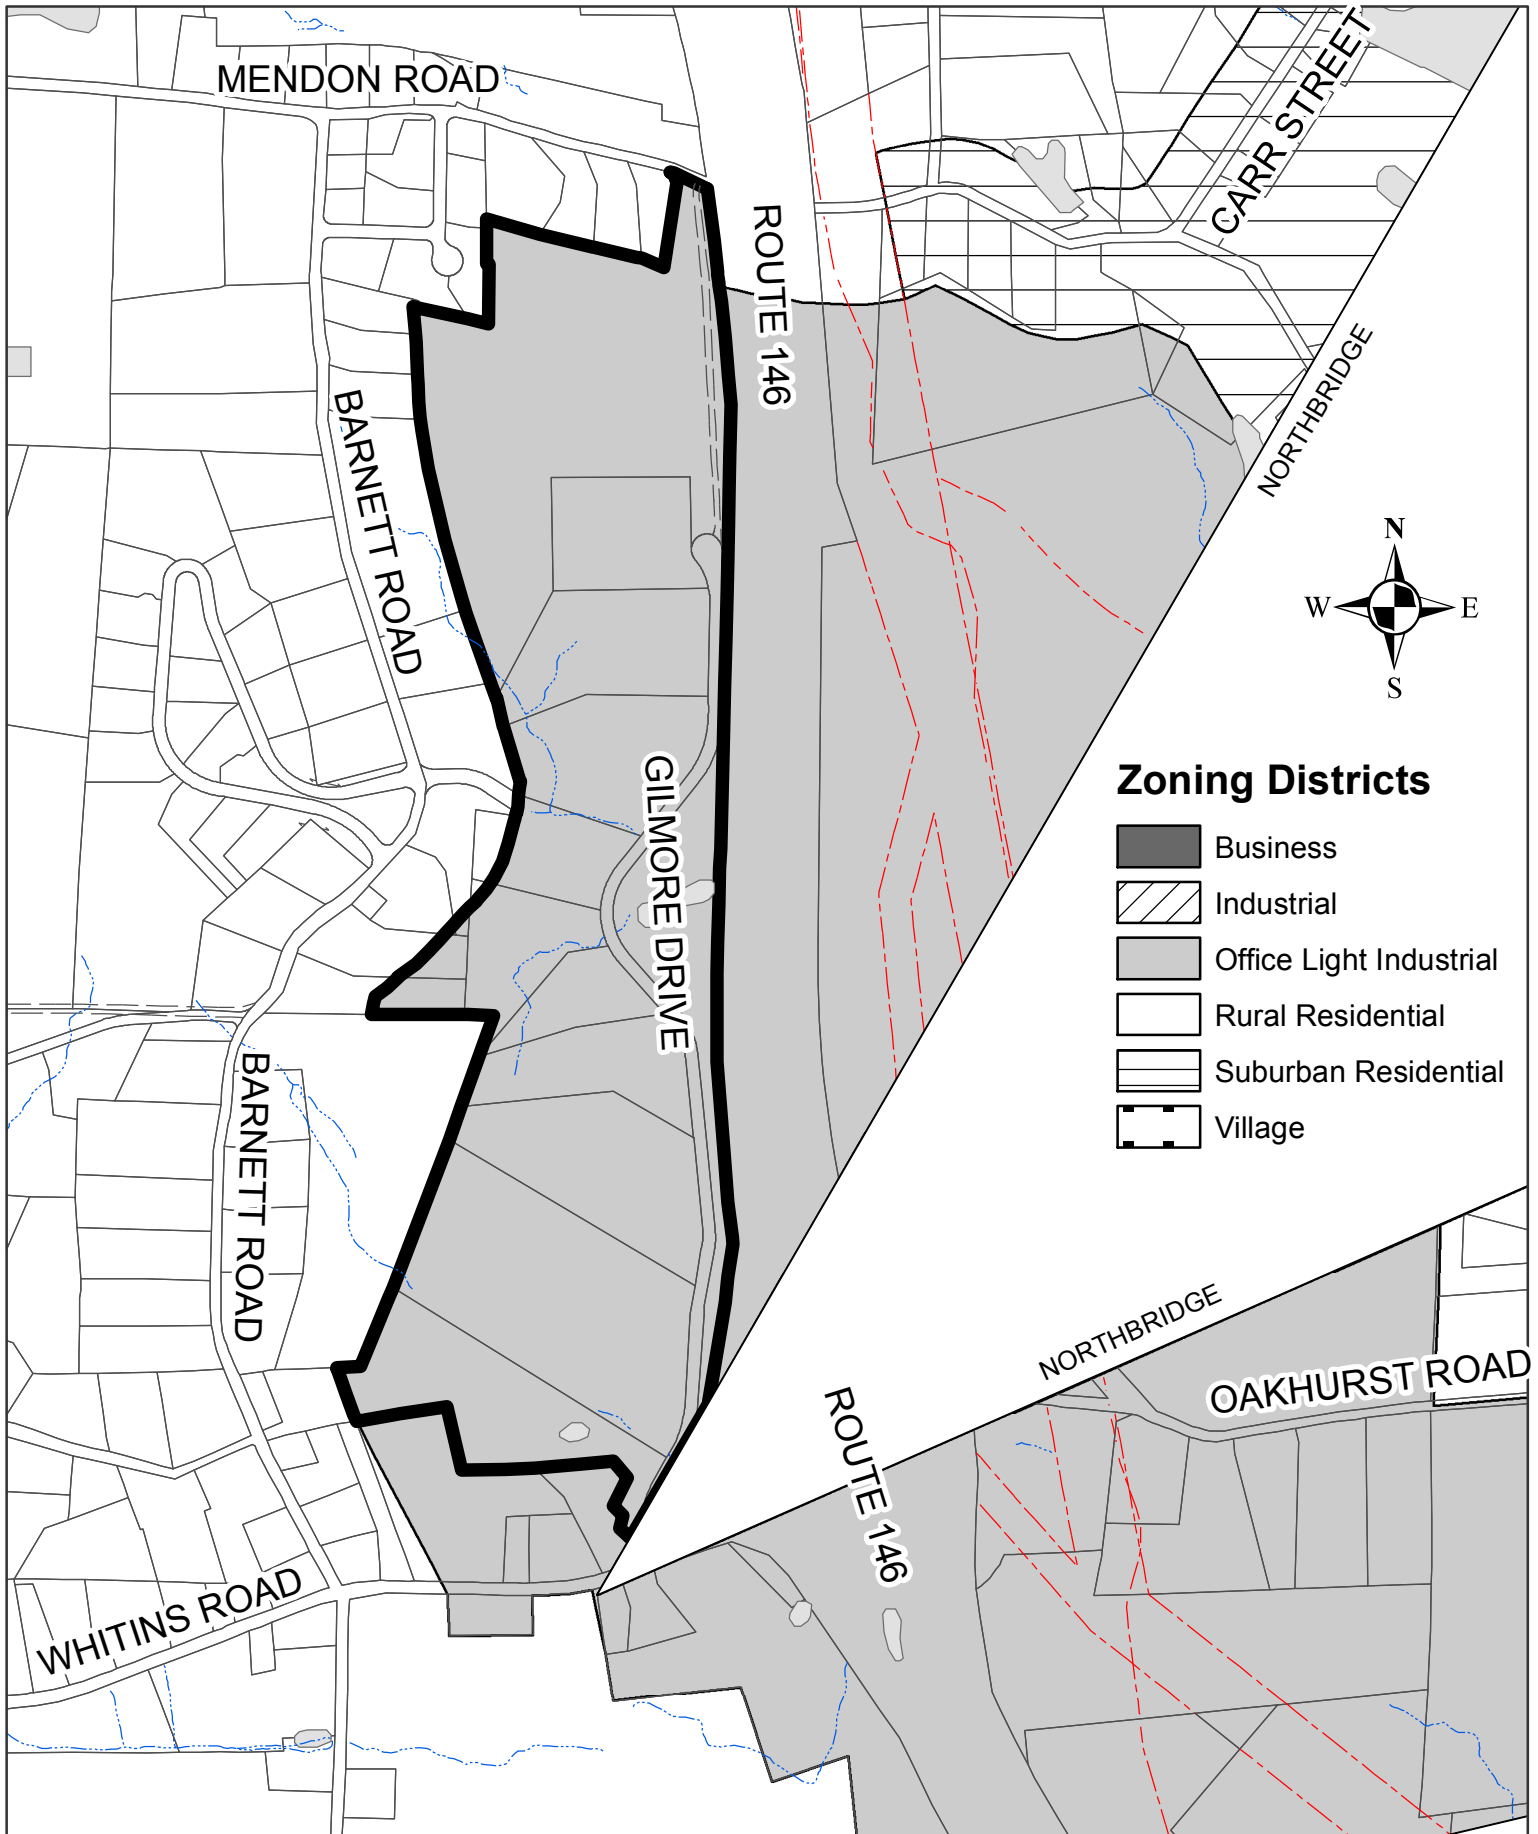 MENDON ROAD
CARR STREET
ROUTE 146
NORTHBRIDGE
BARNETT ROAD
N
W
E
S
GILMORE DRIVE
Zoning Districts
Business
Industrial
Office Light Industrial
Rural Residential
Suburban Residential
Village
BARNETT ROAD
NORTHBRIDGE
OAKHURST ROAD
ROUTE 146
WHITINS ROAD